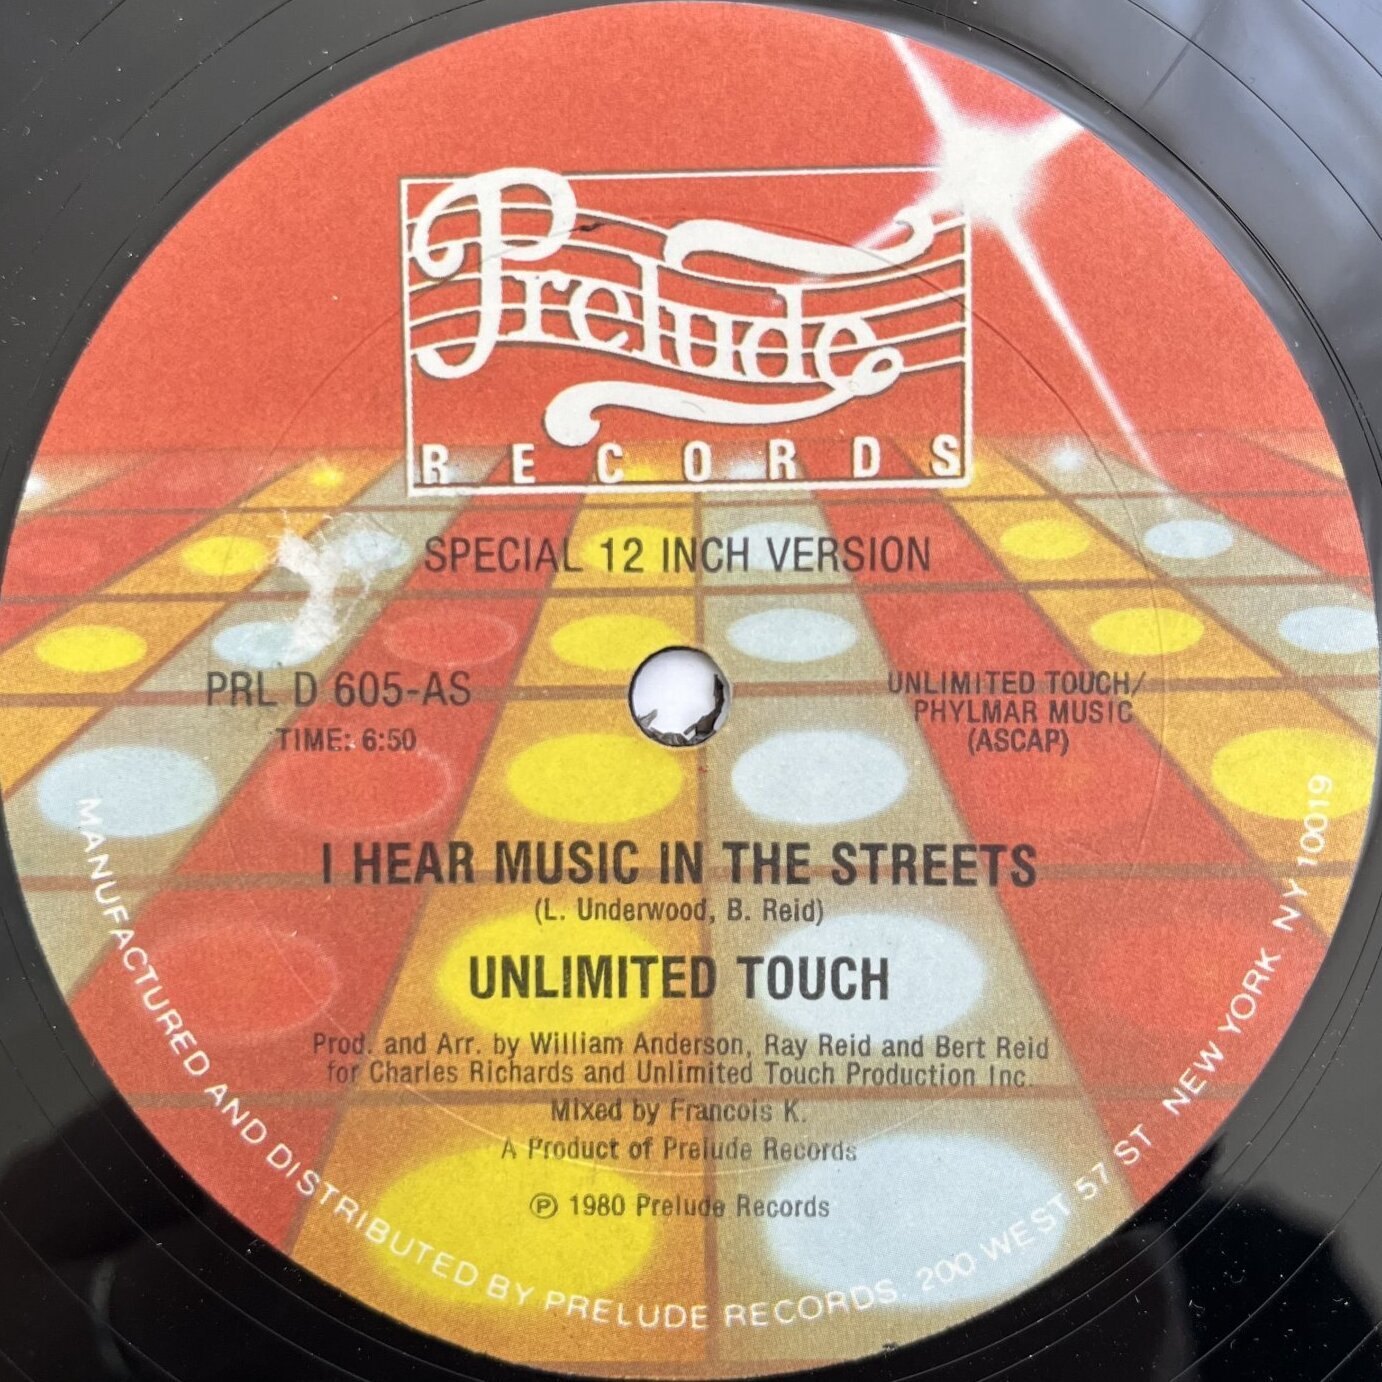 Prelude
RECORDS
SPECIAL 12 INCH VERSION
PRL D 605-AS
TIME: 6:50
UNLIMITED TOUCH/
PHYLMAR MUSIC
(ASCAP)
I HEAR MUSIC IN THE STREETS
(L. Underwood, B. Reid)
UNLIMITED TOUCH
Prod. and Arr. by William Anderson, Ray Reid and Bert Reid
for Charles Richards and Unlimited Touch Production Inc.
Mixed by Francois K.
A Product of Prelude Records
℗ 1980 Prelude Records
MANUFACTURED AND DISTRIBUTED BY PRELUDE RECORDS. 200 WEST 57 ST NEW YORK NY 10019